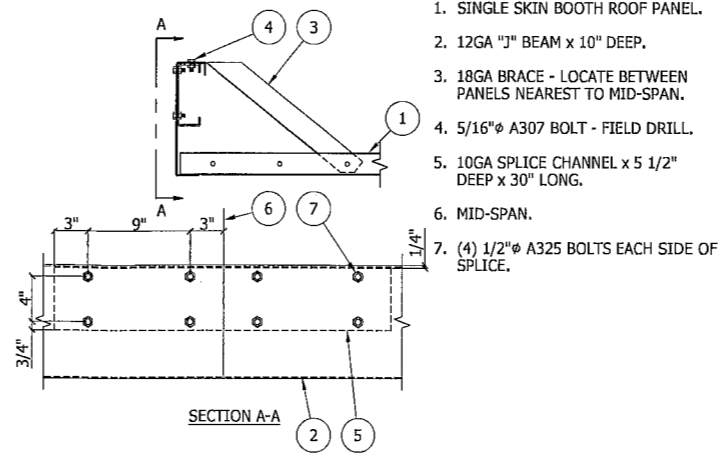 1. SINGLE SKIN BOOTH ROOF PANEL.
2. 12GA "J" BEAM x 10" DEEP.
3. 18GA BRACE - LOCATE BETWEEN
PANELS NEAREST TO MID-SPAN.
4. 5/16"ϕ A307 BOLT - FIELD DRILL.
5. 10GA SPLICE CHANNEL x 5 1/2"
DEEP x 30" LONG.
6. MID-SPAN.
7. (4) 1/2"ϕ A325 BOLTS EACH SIDE OF
SPLICE.
A
4
3
1
A
6
7
3"
9"
3"
1/4"
4"
3/4"
SECTION A-A
2
5